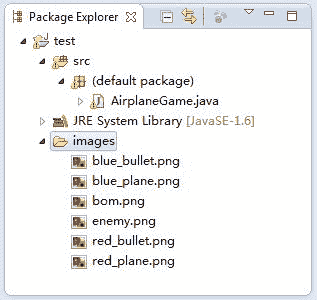 Package Explorer
test
src
(default package)
AirplaneGame.java
JRE System Library [JavaSE-1.6]
images
blue_bullet.png
blue_plane.png
bom.png
enemy.png
red_bullet.png
red_plane.png